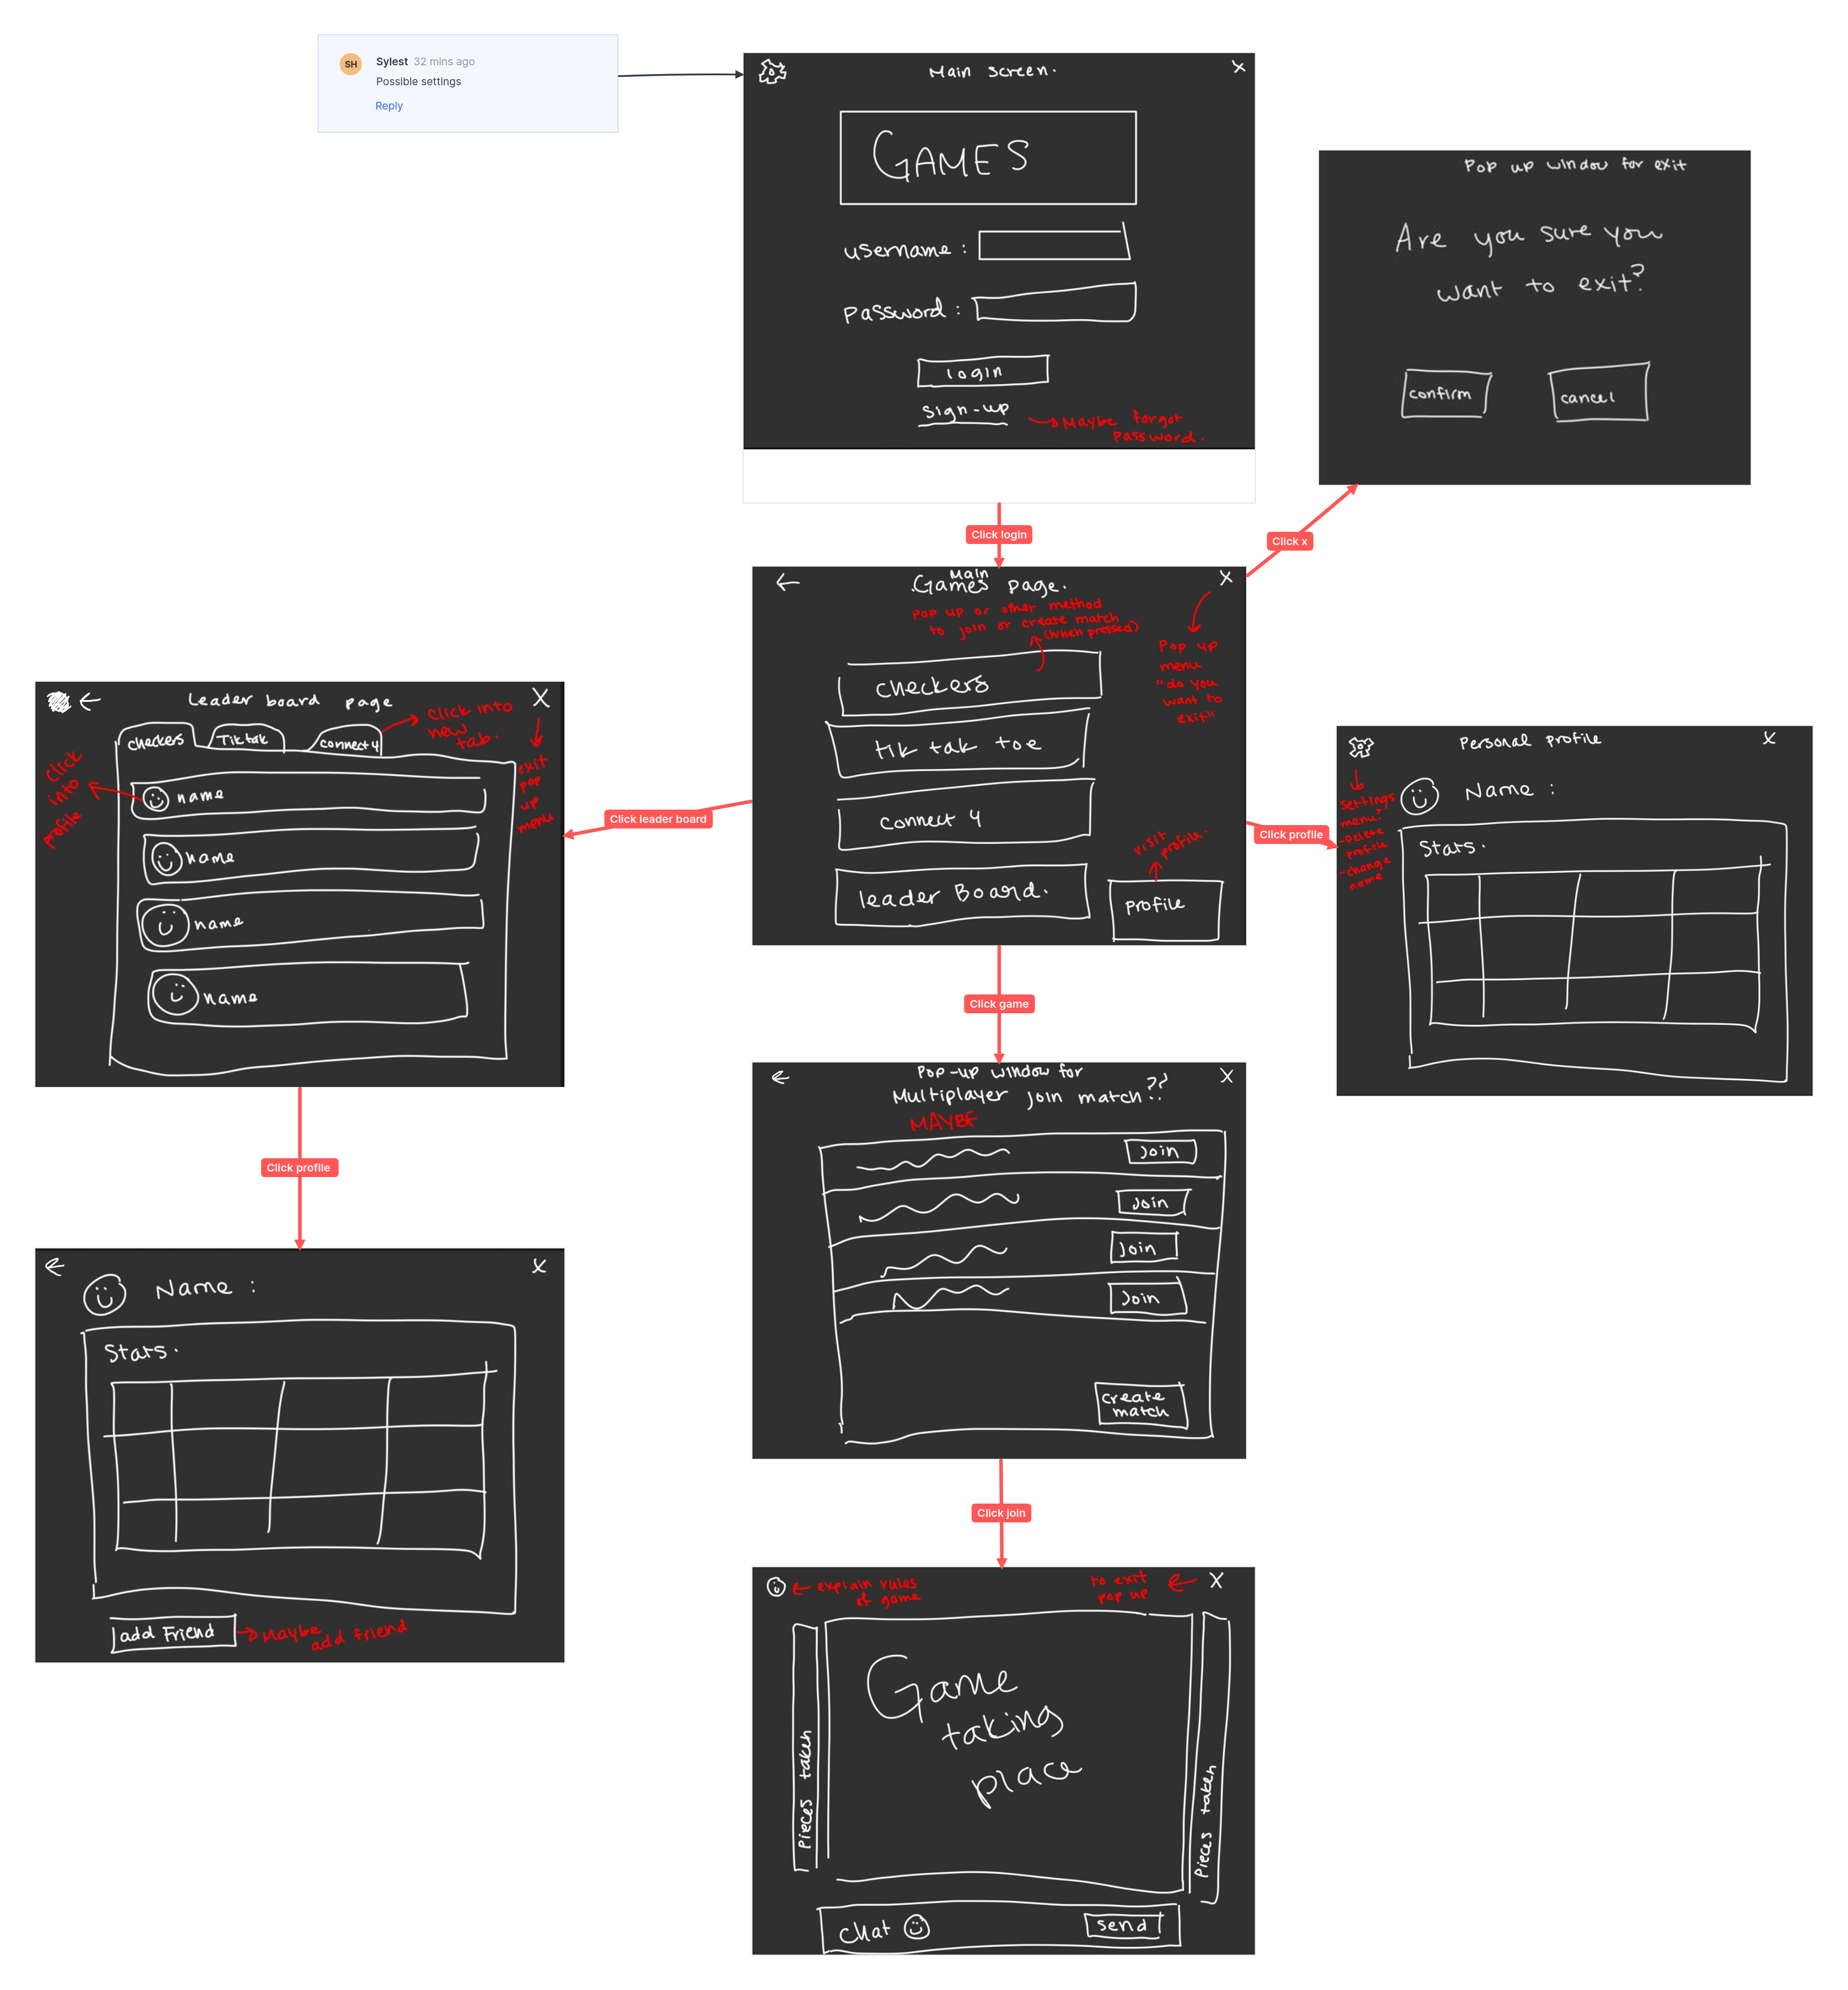 SH
Sylest 32 mins ago
Possible settings
Reply
Main screen.
X
GAMES
username :
Password :
login
sign-up
Maybe forgot
password.
Pop up window for exit
Are you sure you
want to exit?
confirm
cancel
Click login
Click x
Main
Games page.
X
Pop up or other method
to join or create match
(when pressed)
Pop up
menu
"do you
want to
exit"
checkers
tik tak toe
connect 4
leader Board.
visit
profile.
profile
Click leader board
Click profile
Click game
Leader board page
X
checkers
Tik tak
connect 4
Click into
new
tab.
exit
pop
up
menu
Click
into
profile
name
name
name
name
Click profile
Personal profile
X
settings
menu?
-Delete
profile
-change
name
Name :
Stats.
X
Name :
Stats.
add Friend
Maybe
add friend
Pop-up window for
Multiplayer join match??
MAYBE
X
Join
Join
Join
Join
create
match
Click join
explain rules
of game
to exit
pop up
X
Pieces taken
Game
taking
place
Pieces taken
Chat
send